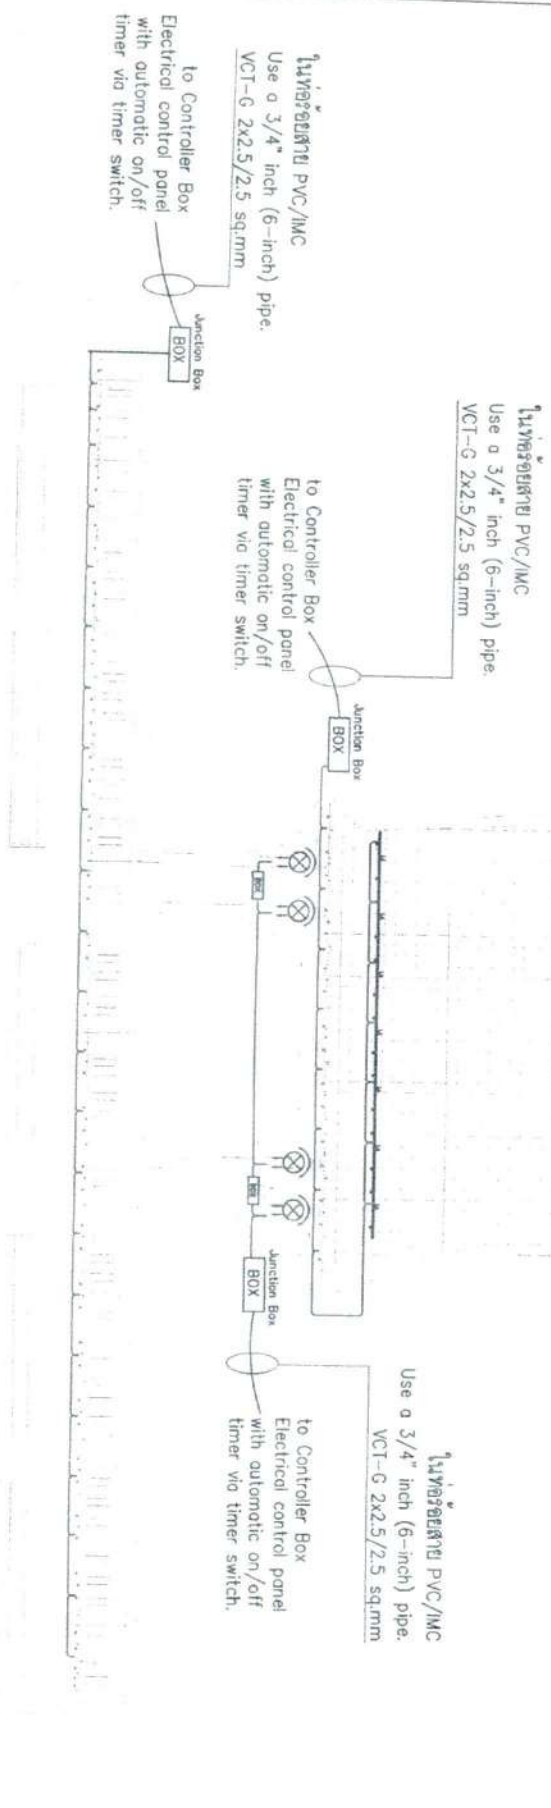 ในท่อร้อยสาย PVC/IMC
Use a 3/4" inch (6-inch) pipe.
VCT-G 2x2.5/2.5 sq.mm
to Controller Box
Electrical control panel
with automatic on/off
timer via timer switch.
Junction Box
BOX
ในท่อร้อยสาย PVC/IMC
Use a 3/4" inch (6-inch) pipe.
VCT-G 2x2.5/2.5 sq.mm
to Controller Box
Electrical control panel
with automatic on/off
timer via timer switch.
Junction Box
BOX
BOX
BOX
Junction Box
BOX
ในท่อร้อยสาย PVC/IMC
Use a 3/4" inch (6-inch) pipe.
VCT-G 2x2.5/2.5 sq.mm
to Controller Box
Electrical control panel
with automatic on/off
timer via timer switch.